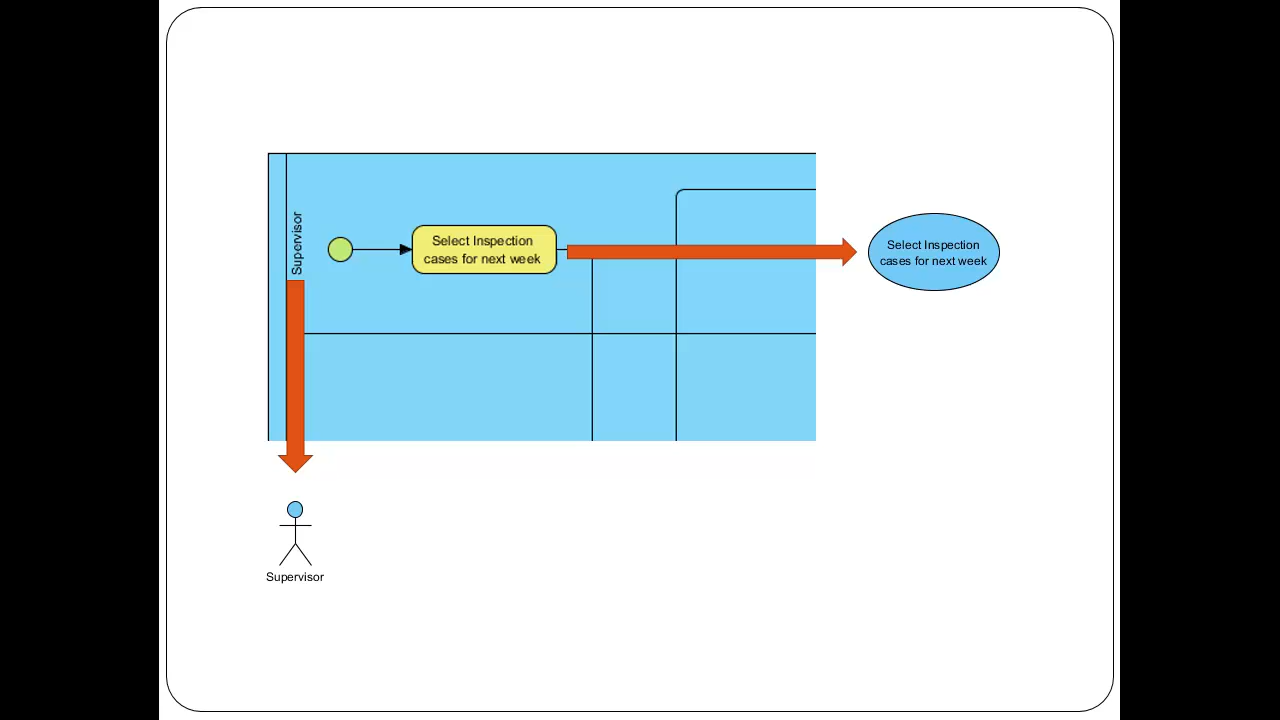 Supervisor
Select Inspection
cases for next week
Select Inspection
cases for next week
Supervisor